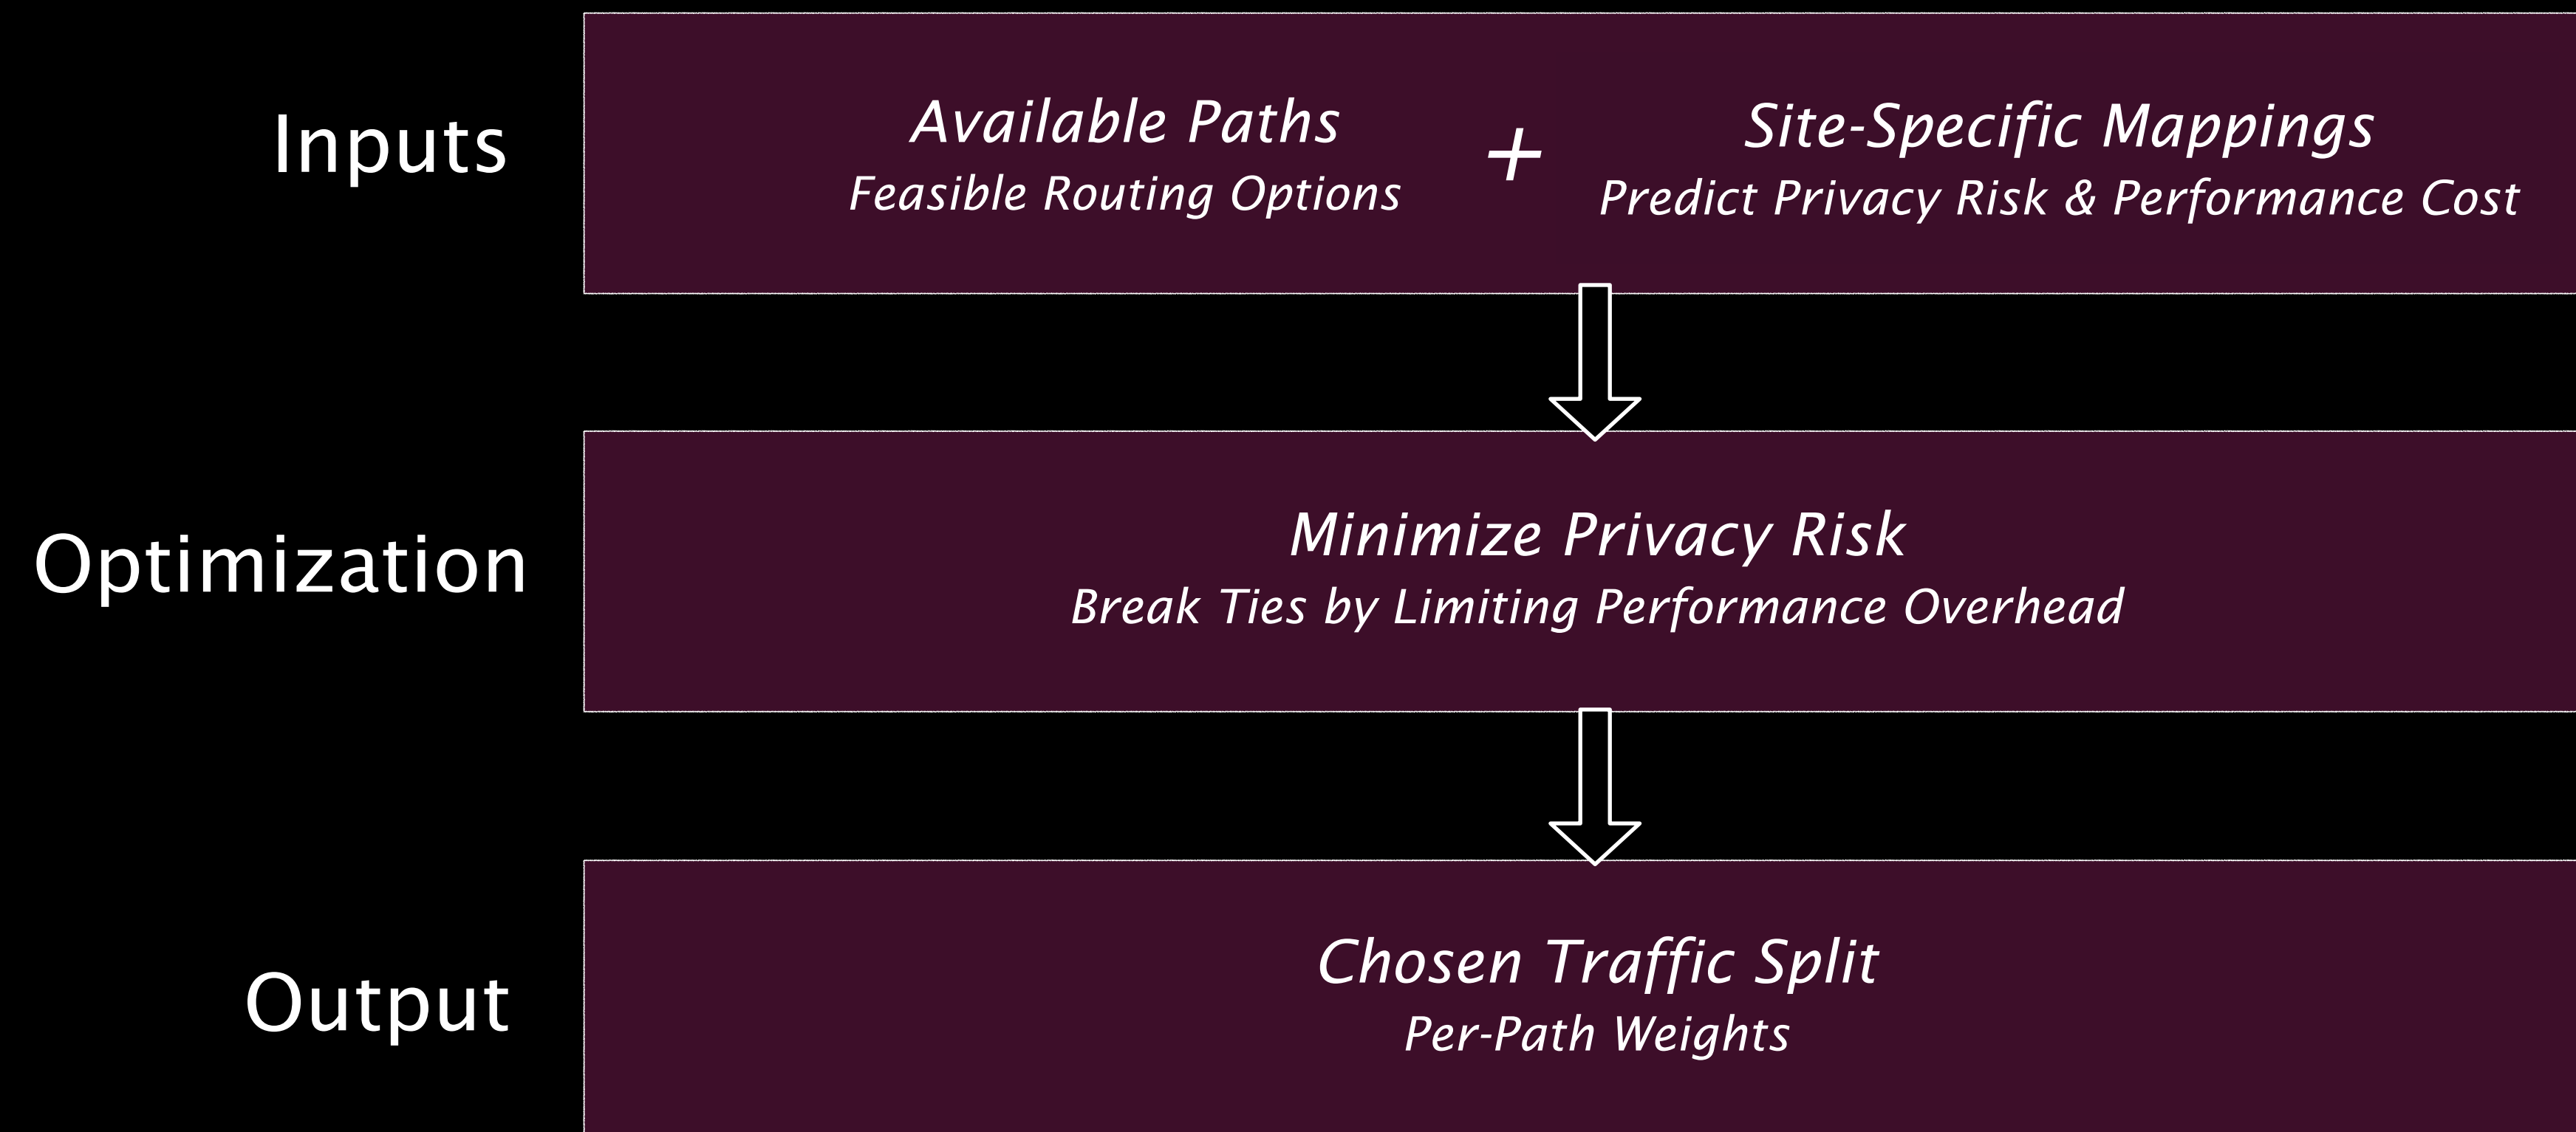 Inputs
Available Paths
Feasible Routing Options
+
Site-Specific Mappings
Predict Privacy Risk & Performance Cost
Optimization
Minimize Privacy Risk
Break Ties by Limiting Performance Overhead
Output
Chosen Traffic Split
Per-Path Weights